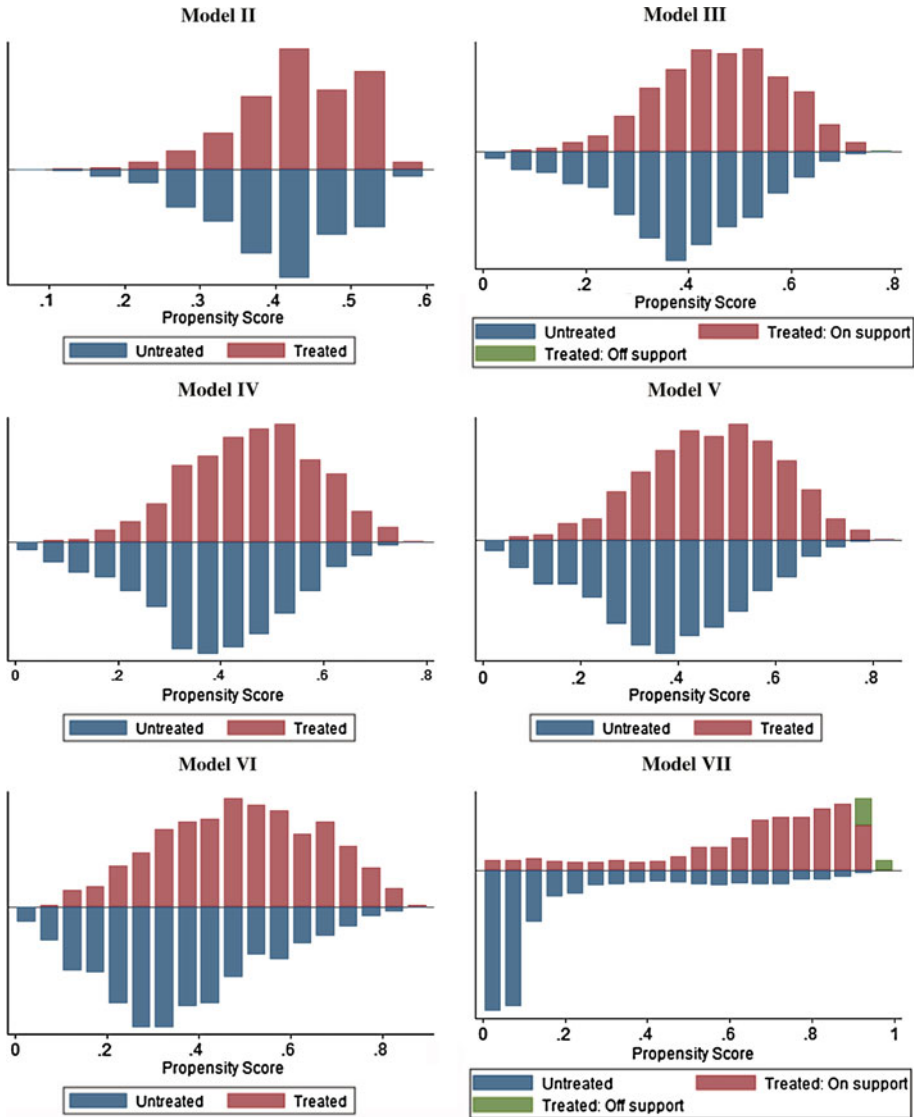 Model II
.1 .2 .3 .4 .5 .6
Propensity Score
Untreated Treated
Model III
0 .2 .4 .6 .8
Propensity Score
Untreated Treated: On support
Treated: Off support
Model IV
0 .2 .4 .6 .8
Propensity Score
Untreated Treated
Model V
0 .2 .4 .6 .8
Propensity Score
Untreated Treated
Model VI
0 .2 .4 .6 .8
Propensity Score
Untreated Treated
Model VII
0 .2 .4 .6 .8 1
Propensity Score
Untreated Treated: On support
Treated: Off support